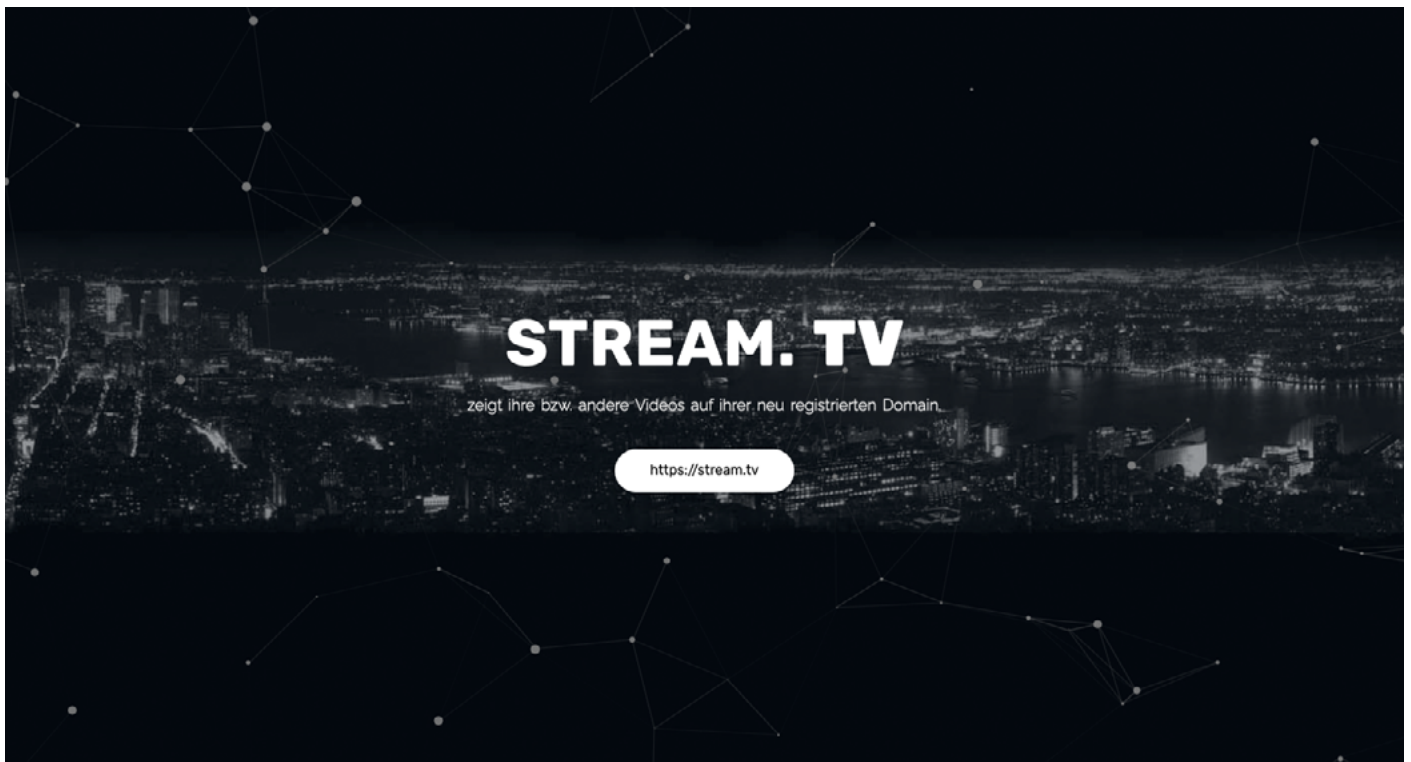 STREAM. TV
zeigt ihre bzw. andere Videos auf ihrer neu registrierten Domain.
https://stream.tv